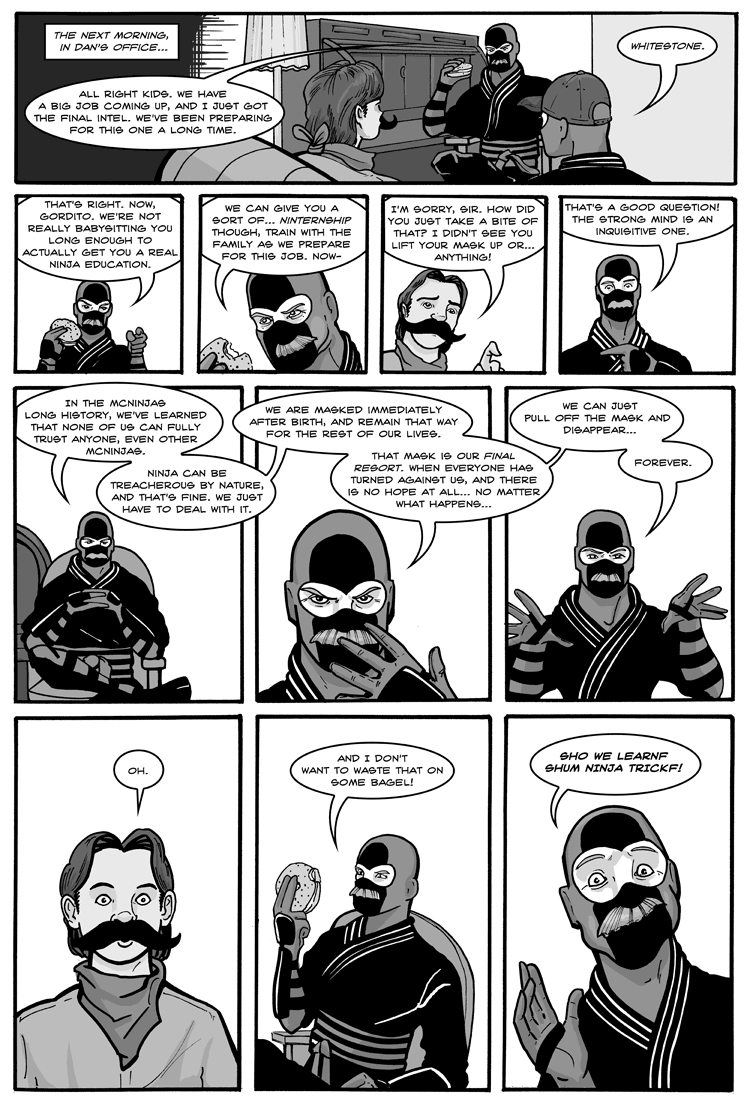 THE NEXT MORNING,
IN DAN'S OFFICE...
ALL RIGHT KIDS. WE HAVE
A BIG JOB COMING UP, AND I JUST GOT
THE FINAL INTEL. WE'VE BEEN PREPARING
FOR THIS ONE A LONG TIME.
WHITESTONE.
THAT'S RIGHT. NOW,
GORDITO. WE'RE NOT
REALLY BABYSITTING YOU
LONG ENOUGH TO
ACTUALLY GET YOU A REAL
NINJA EDUCATION.
WE CAN GIVE YOU A
SORT OF... NINTERNSHIP
THOUGH, TRAIN WITH THE
FAMILY AS WE PREPARE
FOR THIS JOB. NOW-
I'M SORRY, SIR. HOW DID
YOU JUST TAKE A BITE OF
THAT? I DIDN'T SEE YOU
LIFT YOUR MASK UP OR...
ANYTHING!
THAT'S A GOOD QUESTION!
THE STRONG MIND IS AN
INQUISITIVE ONE.
IN THE MCNINJAS
LONG HISTORY, WE'VE LEARNED
THAT NONE OF US CAN FULLY
TRUST ANYONE, EVEN OTHER
MCNINJAS.
NINJA CAN BE
TREACHEROUS BY NATURE,
AND THAT'S FINE. WE JUST
HAVE TO DEAL WITH IT.
WE ARE MASKED IMMEDIATELY
AFTER BIRTH, AND REMAIN THAT WAY
FOR THE REST OF OUR LIVES.
THAT MASK IS OUR FINAL
RESORT. WHEN EVERYONE HAS
TURNED AGAINST US, AND THERE
IS NO HOPE AT ALL... NO MATTER
WHAT HAPPENS...
WE CAN JUST
PULL OFF THE MASK AND
DISAPPEAR...
FOREVER.
OH.
AND I DON'T
WANT TO WASTE THAT ON
SOME BAGEL!
SHO WE LEARNF
SHUM NINJA TRICKF!